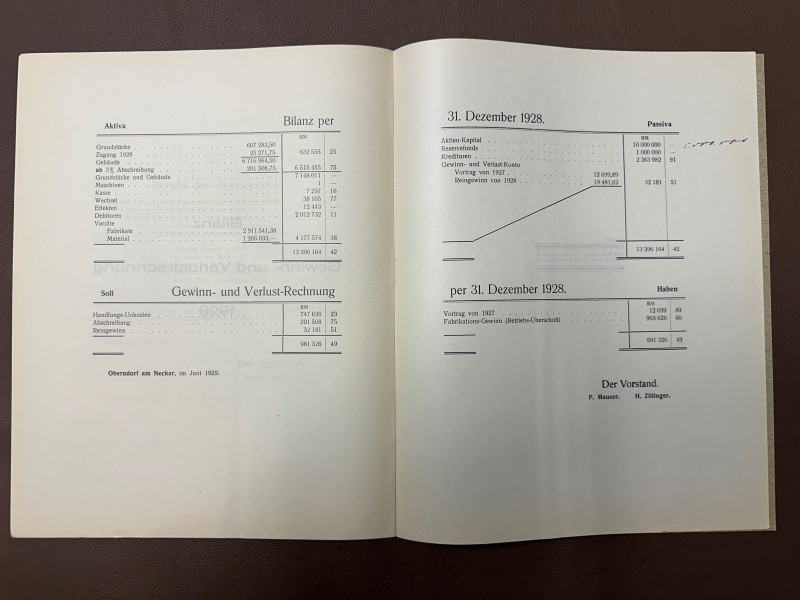 Aktiva Bilanz per
RM
Grundstücke 607 283,50
Zugang 1928 25 271,75 632 555 25
Gebäude 6 716 964,50
ab 3% Abschreibung 201 508,75 6 515 455 75
Grundstücke und Gebäude 7 148 011 —
Maschinen 1 —
Kasse 7 297 16
Wechsel 38 105 77
Effekten 12 443 —
Debitoren 2 012 732 11
Vorräte
Fabrikate 2 911 541,38
Material 1 266 033,— 4 177 574 38
13 396 164 42
Soll Gewinn- und Verlust-Rechnung
RM
Handlungs-Unkosten 747 636 23
Abschreibung 201 508 75
Reingewinn 32 181 51
981 326 49
Oberndorf am Neckar, im Juni 1929.
31. Dezember 1928. Passiva
RM
Aktien-Kapital 10 000 000 —
Reservefonds 1 000 000 —
Kreditoren 2 363 982 91
Gewinn- und Verlust-Konto
Vortrag von 1927 12 699,89
Reingewinn von 1928 19 481,62 32 181 51
13 396 164 42
per 31. Dezember 1928. Haben
RM
Vortrag von 1927 12 699 89
Fabrikations-Gewinn (Betriebs-Überschuß) 968 626 60
981 326 49
Der Vorstand.
P. Mauser. H. Zillinger.